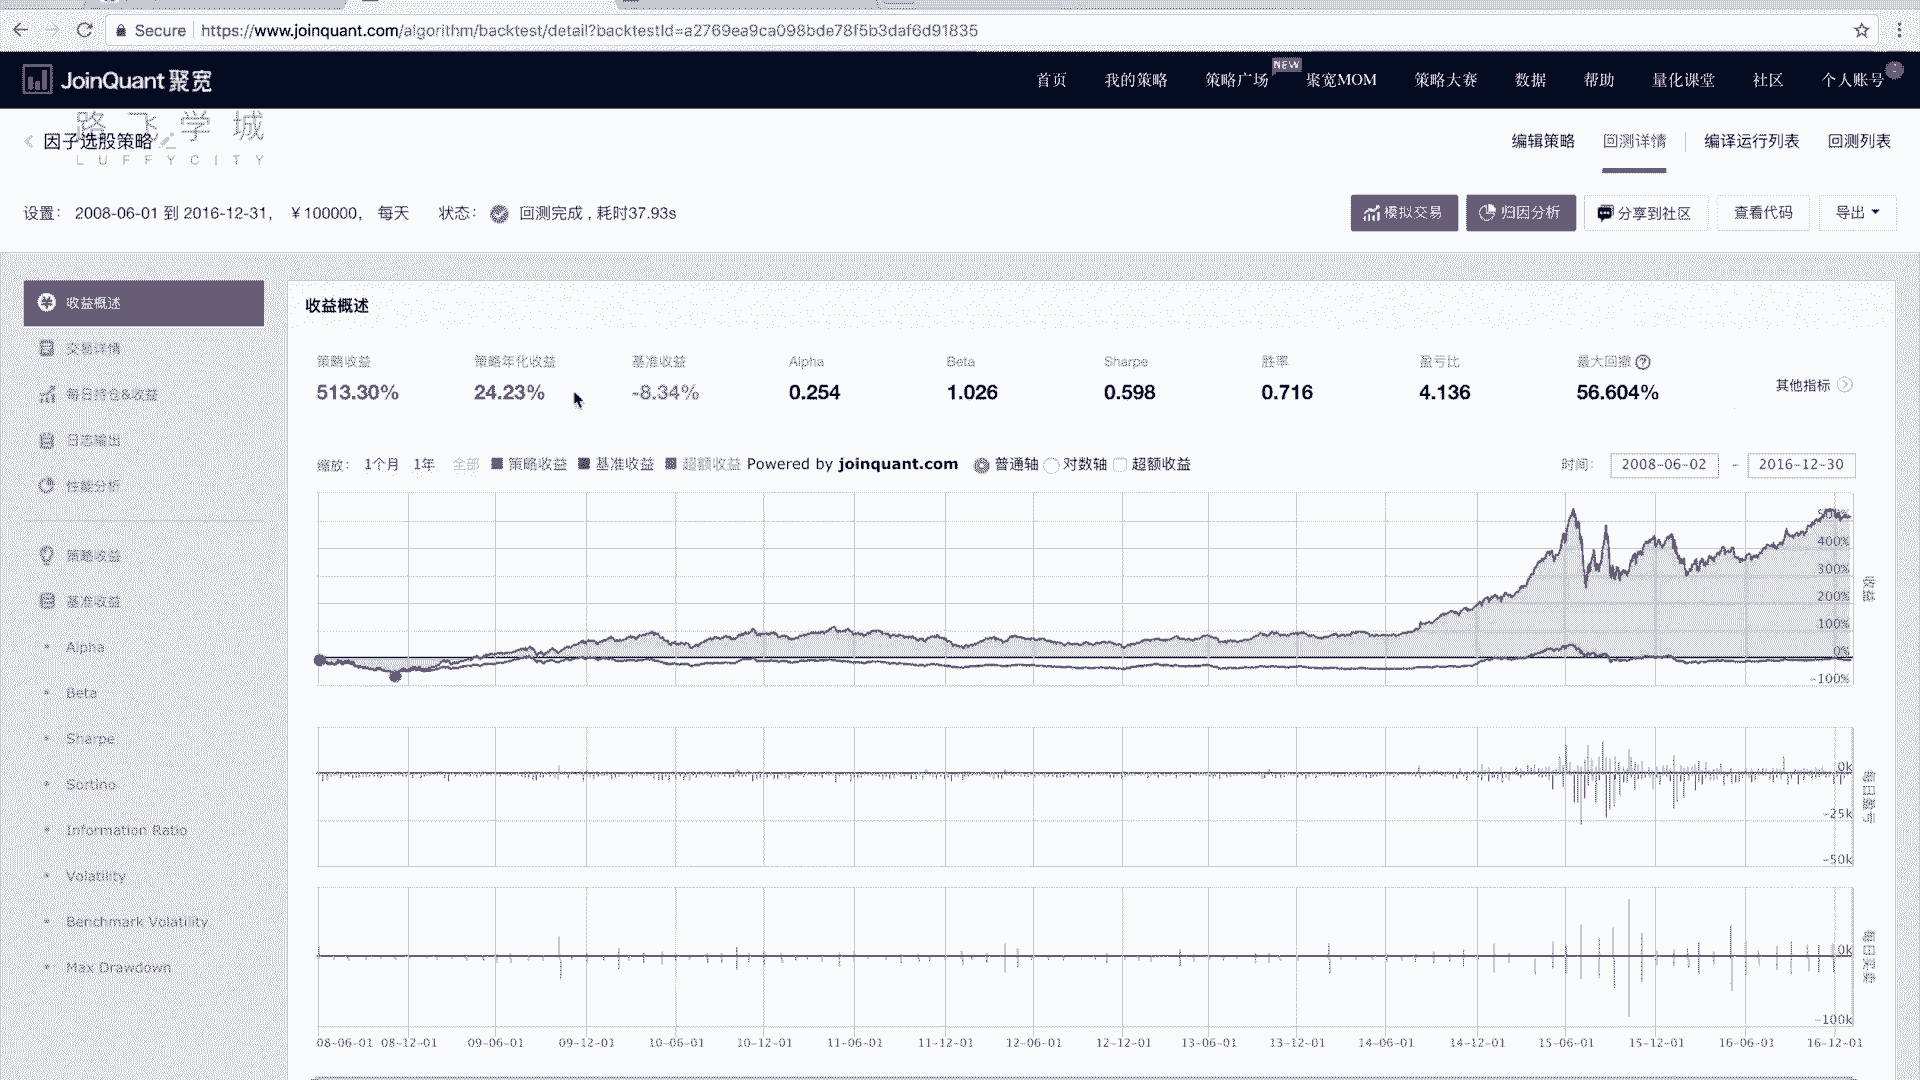 Secure https://www.joinquant.com/algorithm/backtest/detail?backtestId=a2769ea9ca098bde78f5b3daf6d91835
JoinQuant 聚宽 首页 我的策略 策略广场 NEW 聚宽MOM 策略大赛 数据 帮助 量化课堂 社区 个人账号
路飞学城
LUFFYCITY
因子选股策略 编辑策略 回测详情 编译运行列表 回测列表
设置： 2008-06-01 到 2016-12-31， ￥100000， 每天 状态： 回测完成 , 耗时37.93s 模拟交易 归因分析 分享到社区 查看代码 导出
收益概述
交易详情
每日持仓&收益
日志输出
性能分析
策略收益
基准收益
Alpha
Beta
Sharpe
Sortino
Information Ratio
Volatility
Benchmark Volatility
Max Drawdown
收益概述
策略收益 策略年化收益 基准收益 Alpha Beta Sharpe 胜率 盈亏比 最大回撤 ?
513.30% 24.23% -8.34% 0.254 1.026 0.598 0.716 4.136 56.604% 其他指标
缩放： 1个月 1年 全部 策略收益 基准收益 超额收益 Powered by joinquant.com 普通轴 对数轴 超额收益 时间： 2008-06-02 - 2016-12-30
500%
400%
300%
200%
100%
0%
-100%
收益
0k
-25k
-50k
每日盈亏
0k
-100k
每日买卖
08-06-01 08-12-01 09-06-01 09-12-01 10-06-01 10-12-01 11-06-01 11-12-01 12-06-01 12-12-01 13-06-01 13-12-01 14-06-01 14-12-01 15-06-01 15-12-01 16-06-01 16-12-01